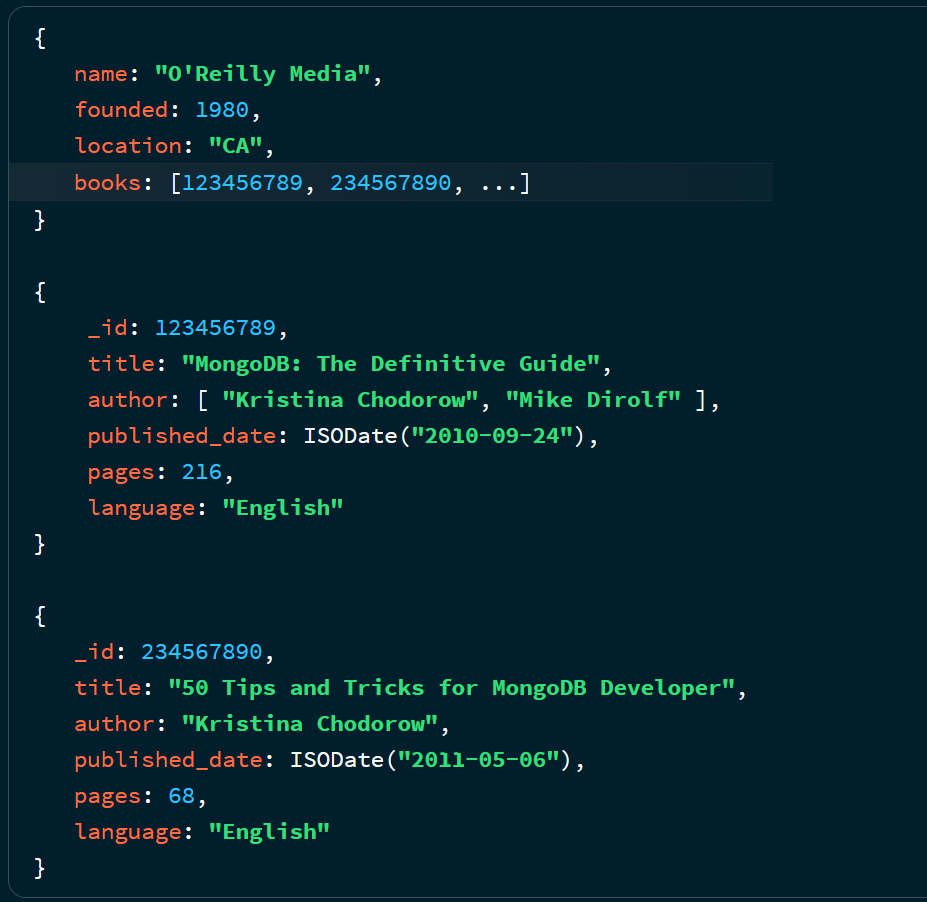 {
name: "O'Reilly Media",
founded: 1980,
location: "CA",
books: [123456789, 234567890, ...]
}
{
_id: 123456789,
title: "MongoDB: The Definitive Guide",
author: [ "Kristina Chodorow", "Mike Dirolf" ],
published_date: ISODate("2010-09-24"),
pages: 216,
language: "English"
}
{
_id: 234567890,
title: "50 Tips and Tricks for MongoDB Developer",
author: "Kristina Chodorow",
published_date: ISODate("2011-05-06"),
pages: 68,
language: "English"
}